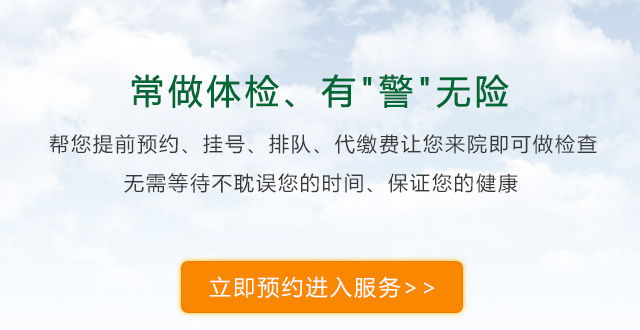 常做体检、有"警"无险
帮您提前预约、挂号、排队、代缴费让您来院即可做检查
无需等待不耽误您的时间、保证您的健康
立即预约进入服务>>